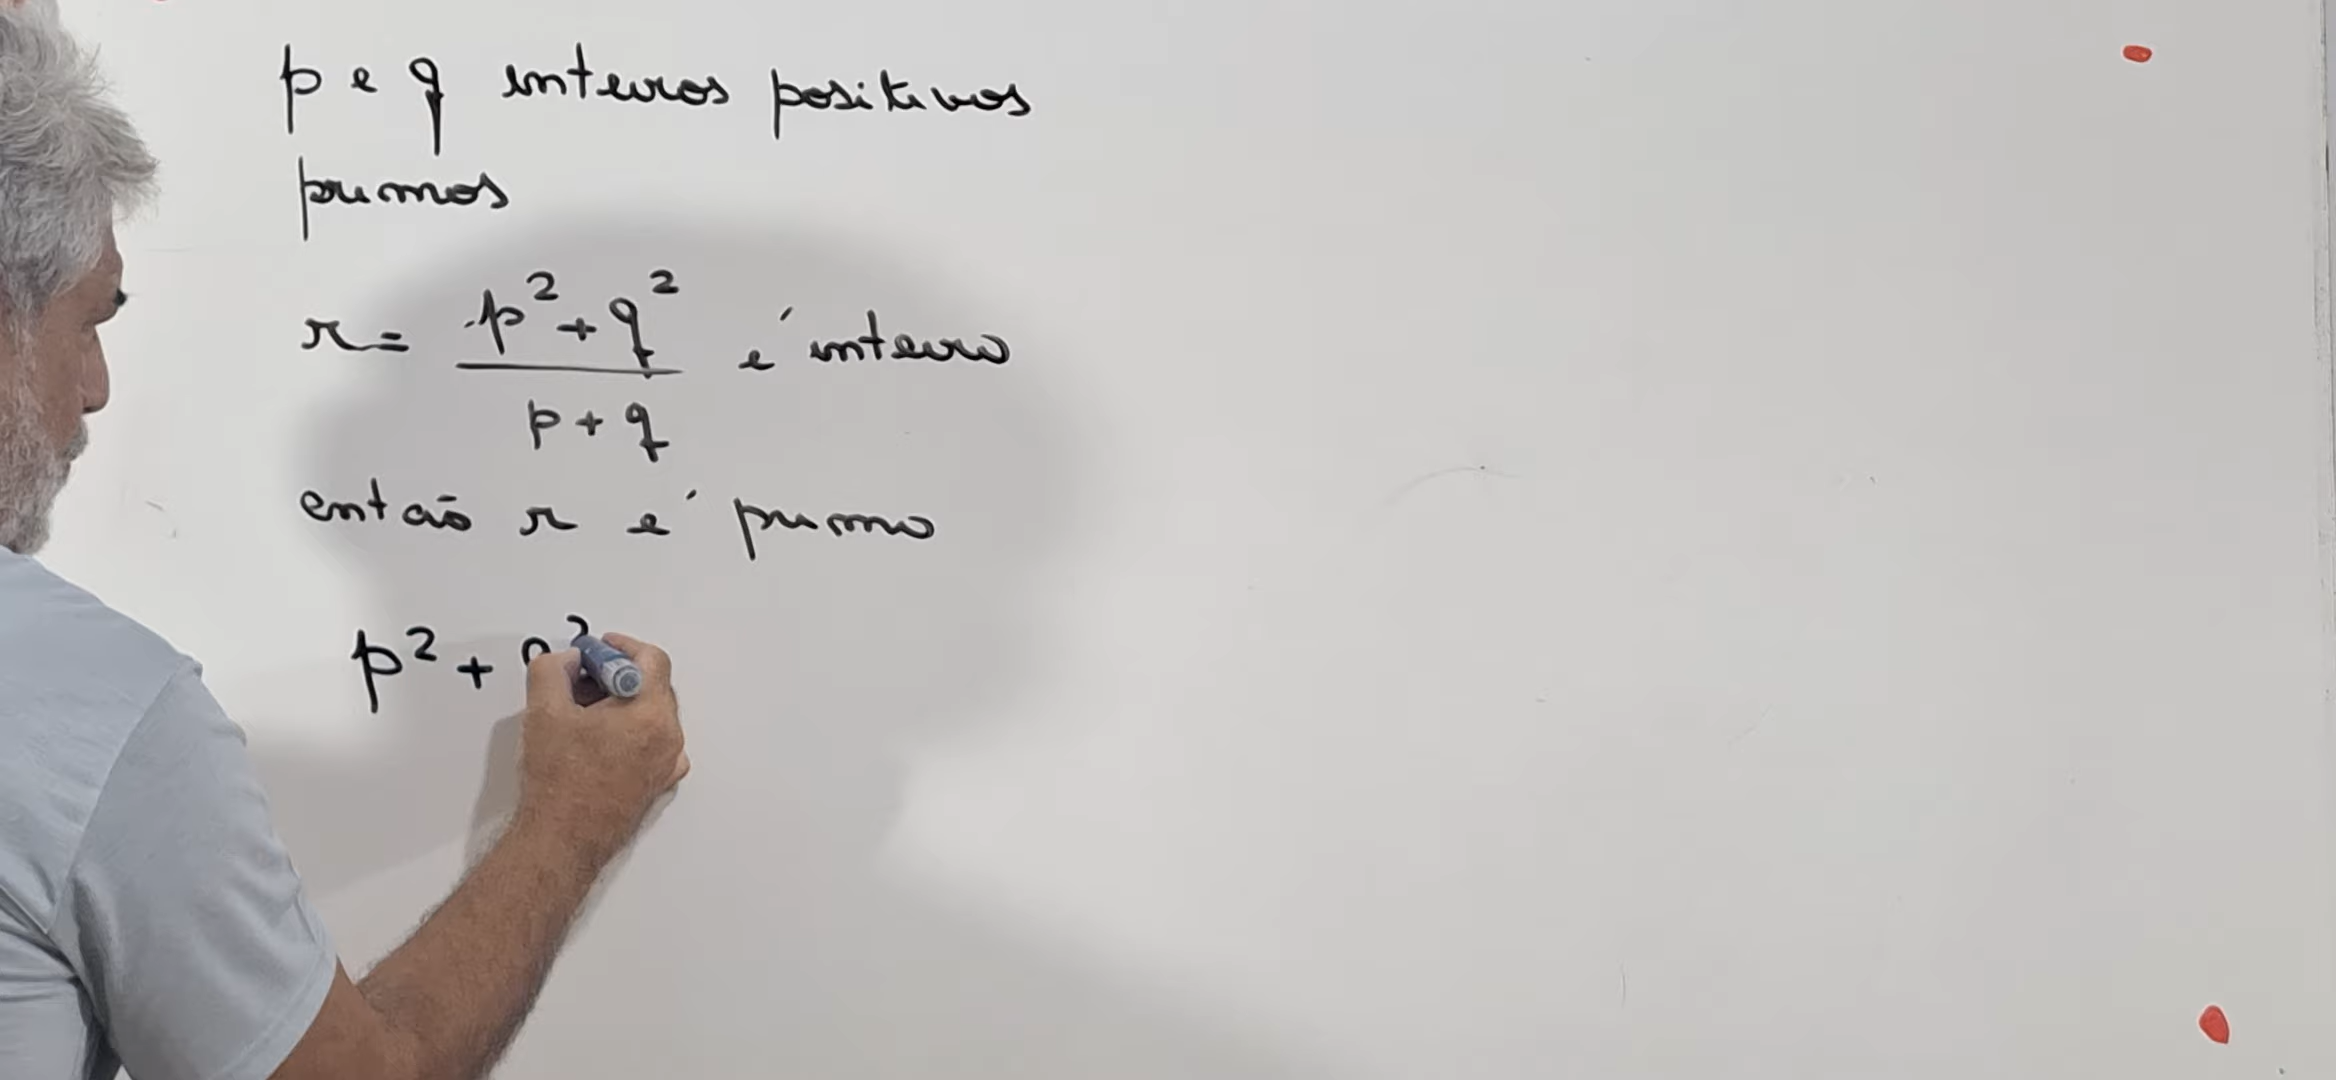 p e q inteiros positivos
primos
r = p² + q² / p + q é inteiro
então r é primo
p² + q²